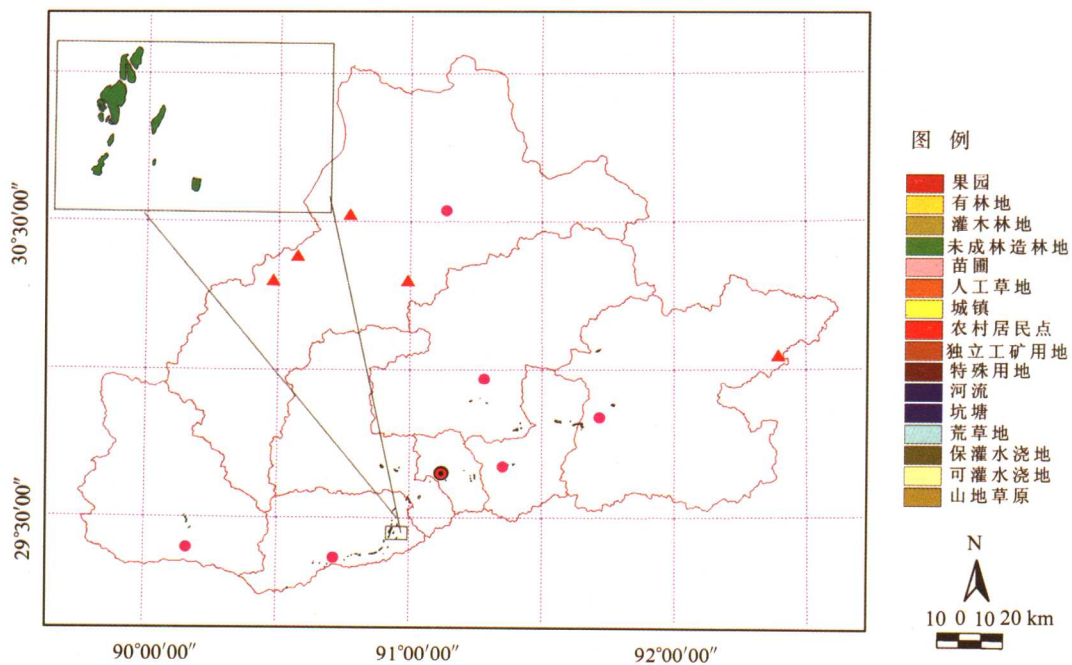 图 例
果园
有林地
灌木林地
未成林造林地
苗圃
人工草地
城镇
农村居民点
独立工矿用地
特殊用地
河流
坑塘
荒草地
保灌水浇地
可灌水浇地
山地草原
N
10 0 10 20 km
30°30′00″
29°30′00″
90°00′00″
91°00′00″
92°00′00″